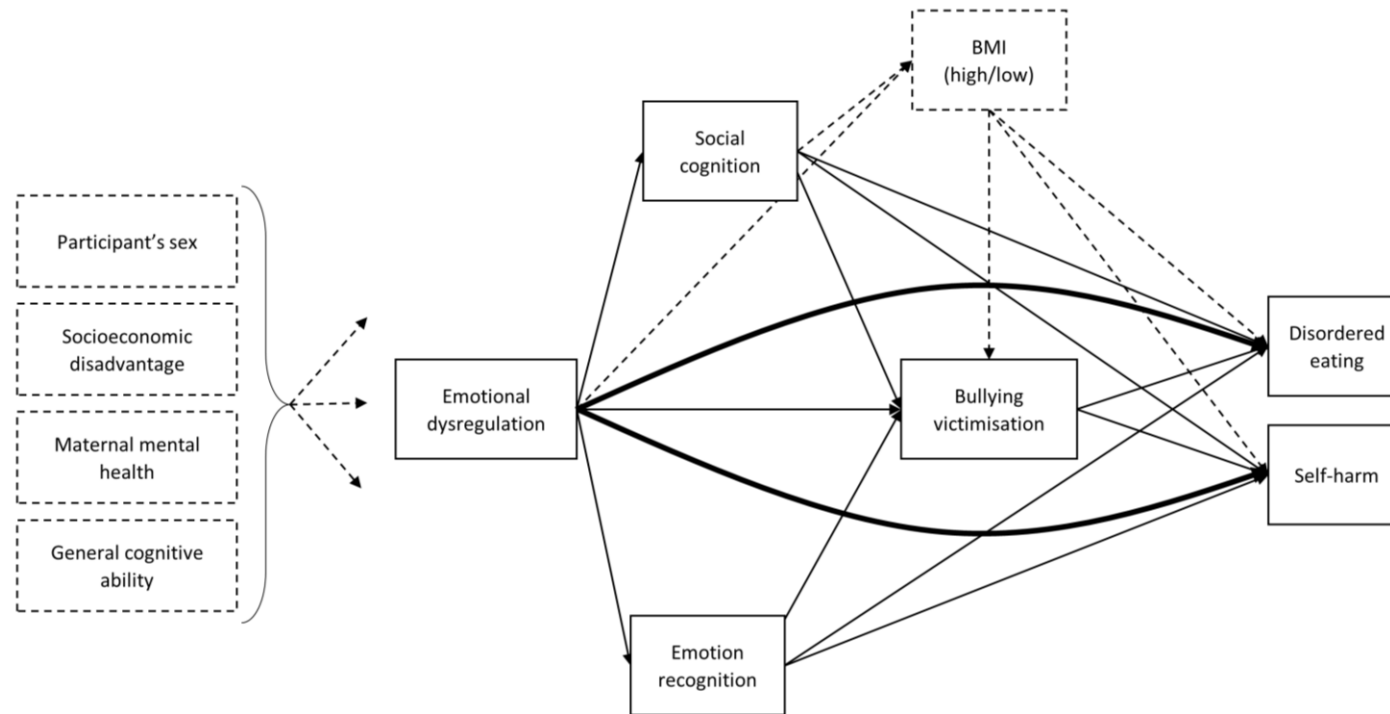 BMI
(high/low)
Social
cognition
Participant’s sex
Socioeconomic
disadvantage
Maternal mental
health
General cognitive
ability
Emotional
dysregulation
Bullying
victimisation
Disordered
eating
Self-harm
Emotion
recognition